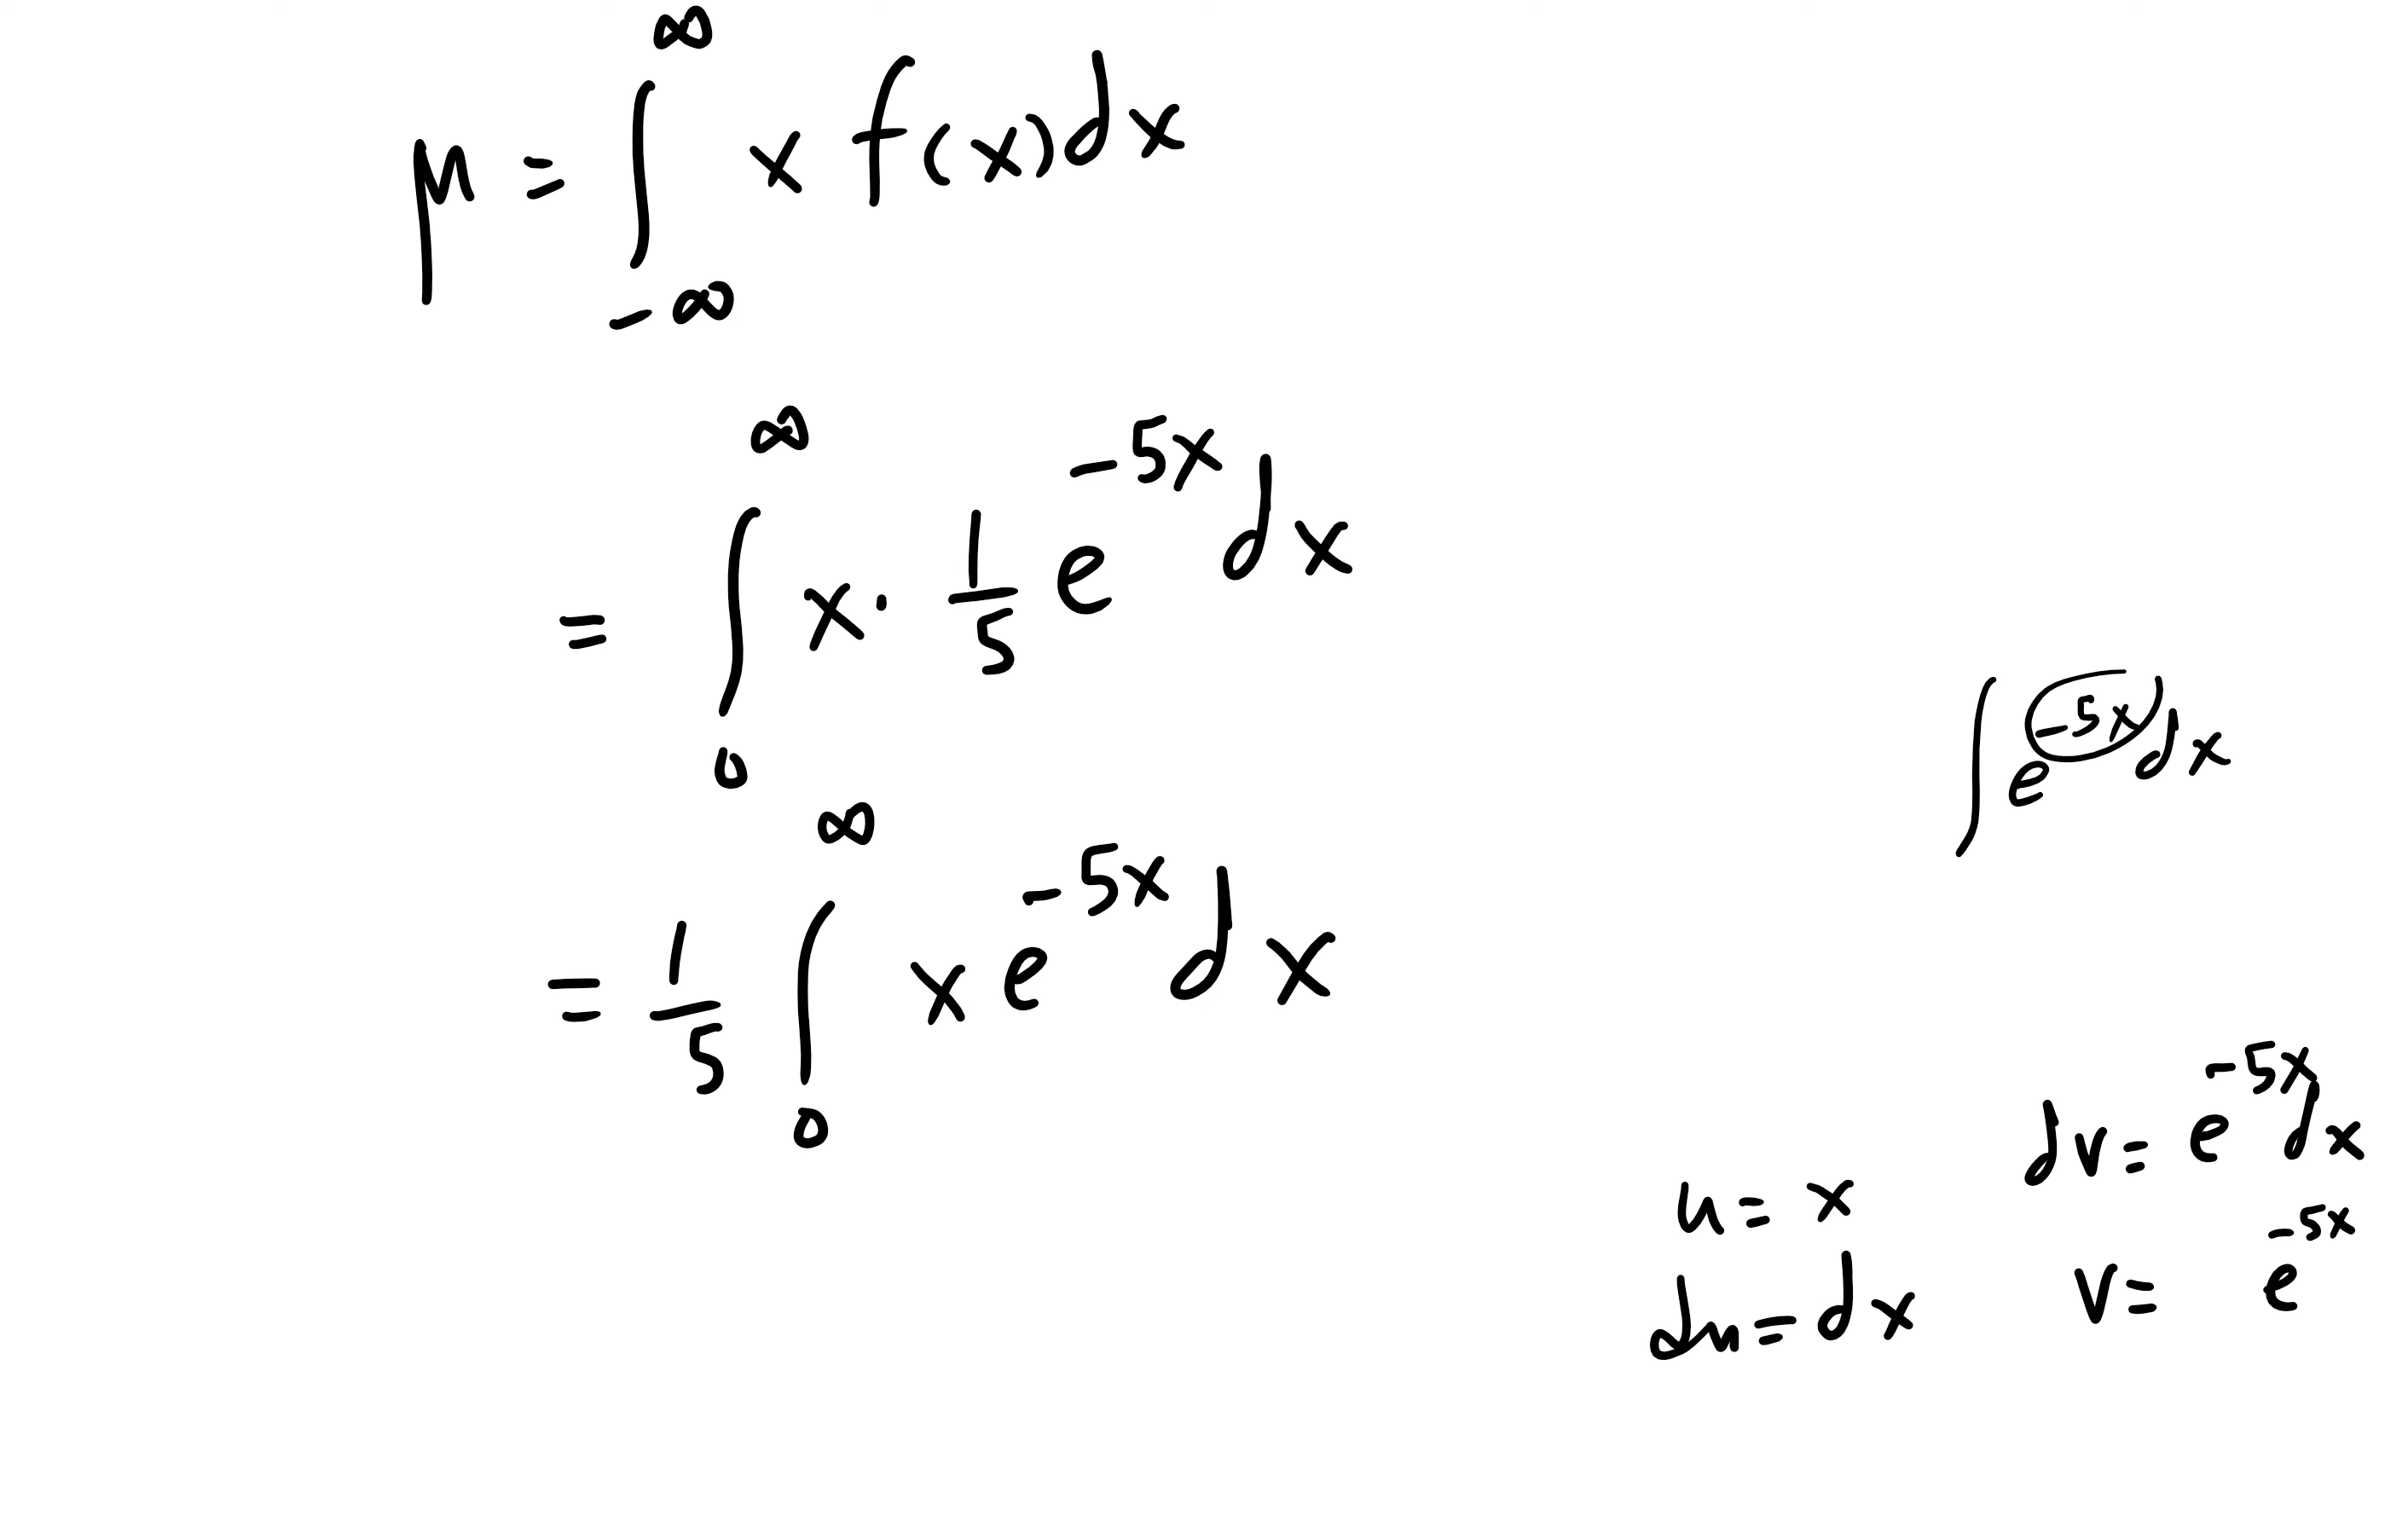 μ = ∫_{-∞}^{∞} x f(x) dx
= ∫_{0}^{∞} x · 1/5 e^{-5x} dx
∫ e^{-5x} dx
= 1/5 ∫_{0}^{∞} x e^{-5x} dx
u = x dv = e^{-5x} dx
du = dx v = e^{-5x}